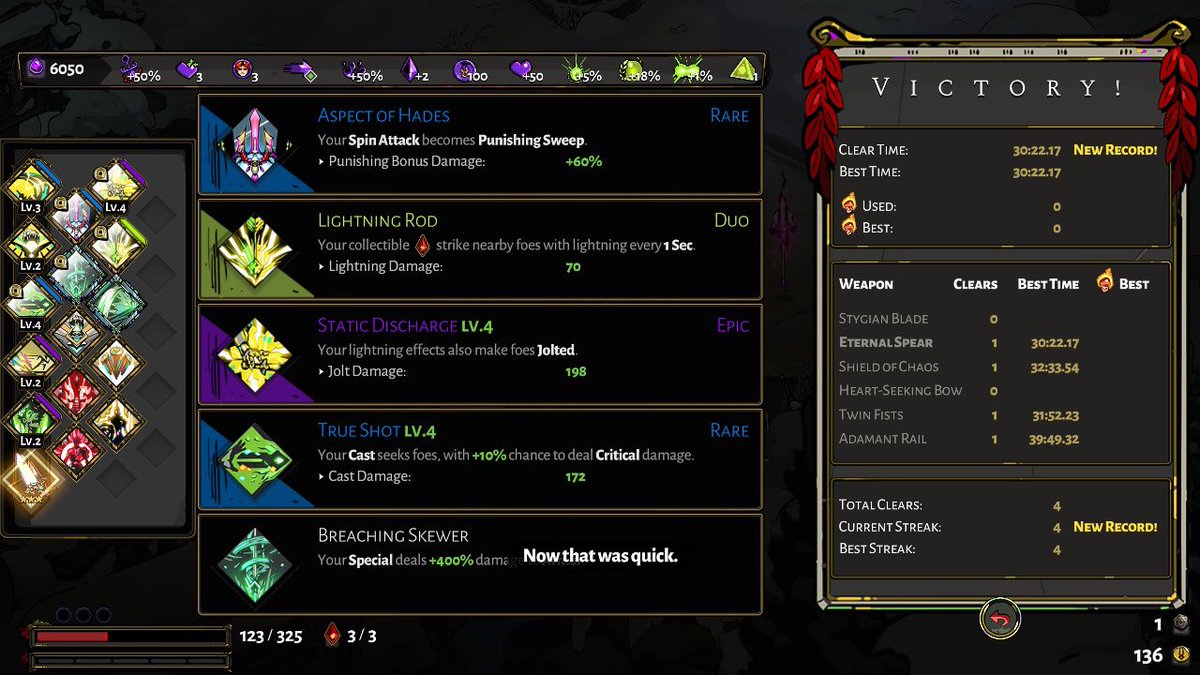 6050
+50%
3
3
+50%
+2
100
+50
+5%
+18%
+1%
1
Lv.3
Lv.4
Lv.2
Lv.4
Lv.2
Lv.2
ASPECT OF HADES RARE
Your Spin Attack becomes Punishing Sweep.
▸ Punishing Bonus Damage: +60%
LIGHTNING ROD DUO
Your collectible strike nearby foes with lightning every 1 Sec.
▸ Lightning Damage: 70
STATIC DISCHARGE LV.4 EPIC
Your lightning effects also make foes Jolted.
▸ Jolt Damage: 198
TRUE SHOT LV.4 RARE
Your Cast seeks foes, with +10% chance to deal Critical damage.
▸ Cast Damage: 172
BREACHING SKEWER
Your Special deals +400% dama
Now that was quick.
123 / 325
3 / 3
VICTORY!
CLEAR TIME: 30:22.17 NEW RECORD!
BEST TIME: 30:22.17
USED: 0
BEST: 0
WEAPON CLEARS BEST TIME BEST
STYGIAN BLADE 0
ETERNAL SPEAR 1 30:22.17
SHIELD OF CHAOS 1 32:33.54
HEART-SEEKING BOW 0
TWIN FISTS 1 31:52.23
ADAMANT RAIL 1 39:49.32
TOTAL CLEARS: 4
CURRENT STREAK: 4 NEW RECORD!
BEST STREAK: 4
1
136